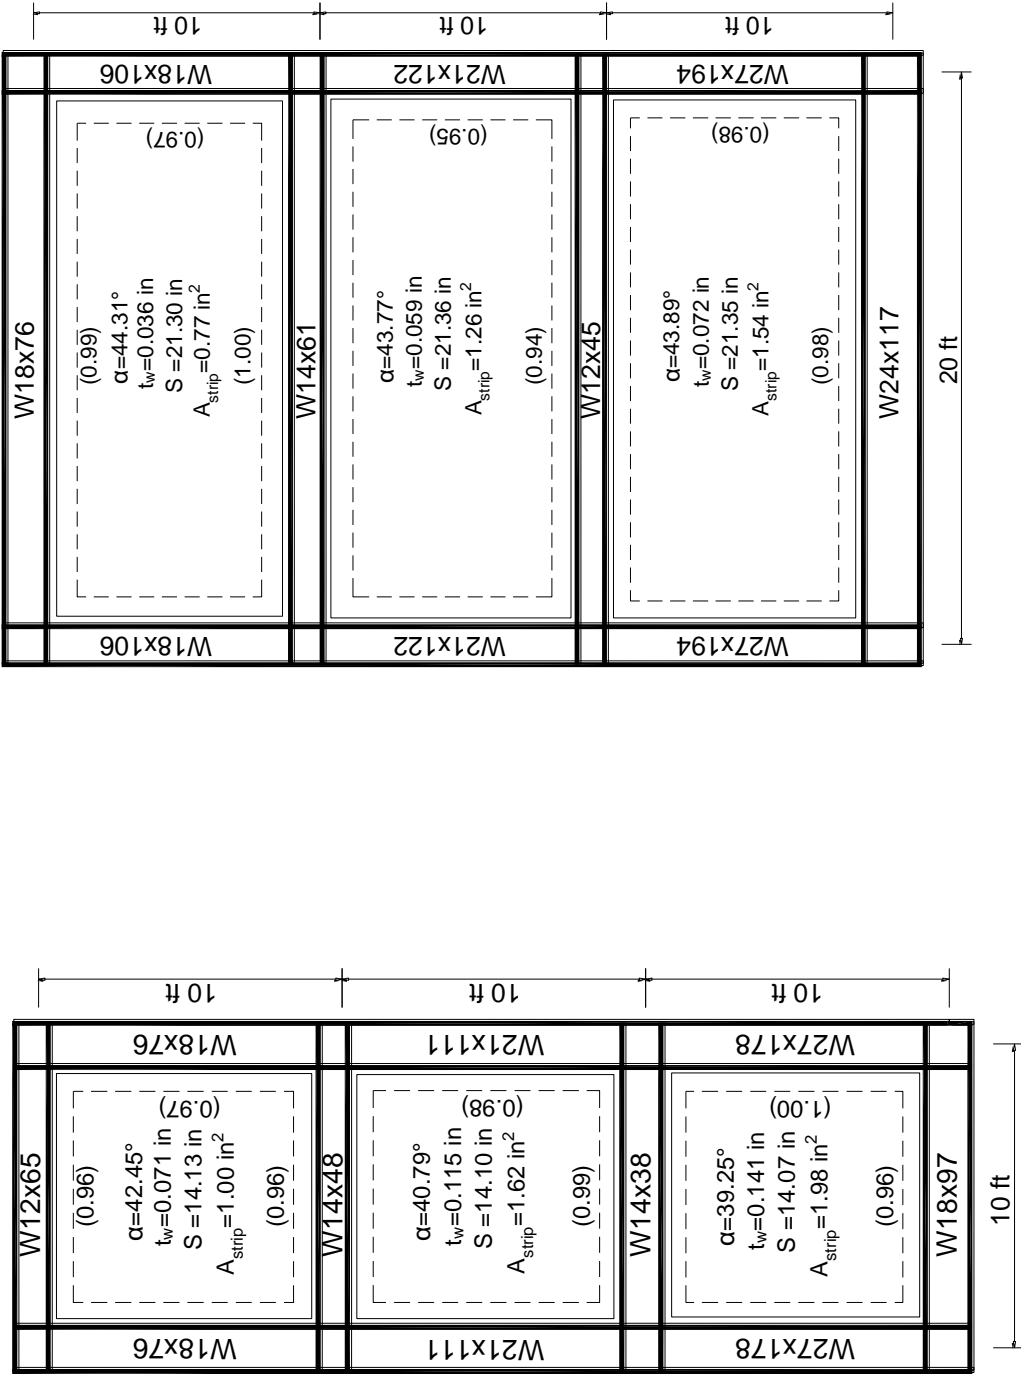 10 ft
10 ft
10 ft
W18x106
W21x122
W27x194
(0.97)
(0.95)
(0.98)
W18x76
(0.99)
α=44.31°
tw=0.036 in
S =21.30 in
Astrip=0.77 in²
(1.00)
W14x61
α=43.77°
tw=0.059 in
S =21.36 in
Astrip=1.26 in²
(0.94)
W12x45
α=43.89°
tw=0.072 in
S =21.35 in
Astrip=1.54 in²
(0.98)
W24x117
20 ft
W18x106
W21x122
W27x194
10 ft
10 ft
10 ft
W18x76
W21x111
W27x178
(0.97)
(0.98)
(1.00)
W12x65
(0.96)
α=42.45°
tw=0.071 in
S =14.13 in
Astrip=1.00 in²
(0.96)
W14x48
α=40.79°
tw=0.115 in
S =14.10 in
Astrip=1.62 in²
(0.99)
W14x38
α=39.25°
tw=0.141 in
S =14.07 in
Astrip=1.98 in²
(0.96)
W18x97
10 ft
W18x76
W21x111
W27x178